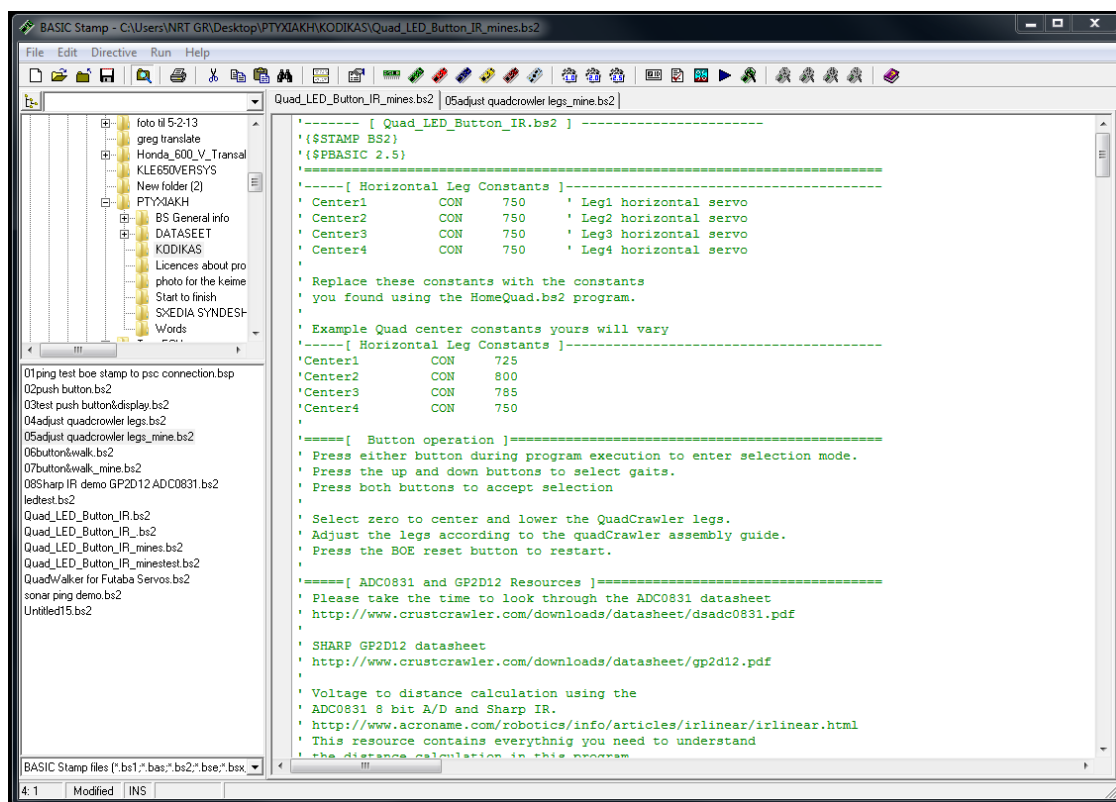 BASIC Stamp - C:\Users\NRT GR\Desktop\PTYXIAKH\KODIKAS\Quad_LED_Button_IR_mines.bs2
File Edit Directive Run Help
Quad_LED_Button_IR_mines.bs2 05adjust quadcrowler legs_mine.bs2
foto til 5-2-13
greg translate
Honda_600_V_Transal
KLE650VERSYS
New folder (2)
PTYXIAKH
BS General info
DATASEET
KODIKAS
Licences about pro
photo for the keime
Start to finish
SXEDIA SYNDESH
Words
01ping test boe stamp to psc connection.bsp
02push button.bs2
03test push button&display.bs2
04adjust quadcrowler legs.bs2
05adjust quadcrowler legs_mine.bs2
06button&walk.bs2
07button&walk_mine.bs2
08Sharp IR demo GP2D12 ADC0831.bs2
ledtest.bs2
Quad_LED_Button_IR.bs2
Quad_LED_Button_IR_.bs2
Quad_LED_Button_IR_mines.bs2
Quad_LED_Button_IR_minestest.bs2
QuadWalker for Futaba Servos.bs2
sonar ping demo.bs2
Untitled15.bs2
BASIC Stamp files (*.bs1;*.bas;*.bs2;*.bse;*.bsx,
'------- [ Quad_LED_Button_IR.bs2 ] ------------------------
'{$STAMP BS2}
'{$PBASIC 2.5}
'============================================================================
'-----[ Horizontal Leg Constants ]------------------------------------------
' Center1 CON 750 ' Leg1 horizontal servo
' Center2 CON 750 ' Leg2 horizontal servo
' Center3 CON 750 ' Leg3 horizontal servo
' Center4 CON 750 ' Leg4 horizontal servo
'
' Replace these constants with the constants
' you found using the HomeQuad.bs2 program.
'
' Example Quad center constants yours will vary
'-----[ Horizontal Leg Constants ]------------------------------------------
'Center1 CON 725
'Center2 CON 800
'Center3 CON 785
'Center4 CON 750
'
'=====[ Button operation ]=================================================
' Press either button during program execution to enter selection mode.
' Press the up and down buttons to select gaits.
' Press both buttons to accept selection
'
' Select zero to center and lower the QuadCrawler legs.
' Adjust the legs according to the quadCrawler assembly guide.
' Press the BOE reset button to restart.
'
'=====[ ADC0831 and GP2D12 Resources ]======================================
' Please take the time to look through the ADC0831 datasheet
' http://www.crustcrawler.com/downloads/datasheet/dsadc0831.pdf
'
' SHARP GP2D12 datasheet
' http://www.crustcrawler.com/downloads/datasheet/gp2d12.pdf
'
' Voltage to distance calculation using the
' ADC0831 8 bit A/D and Sharp IR.
' http://www.acroname.com/robotics/info/articles/irlinear/irlinear.html
' This resource contains everythnig you need to understand
' the distance calculation in this program
4: 1 Modified INS